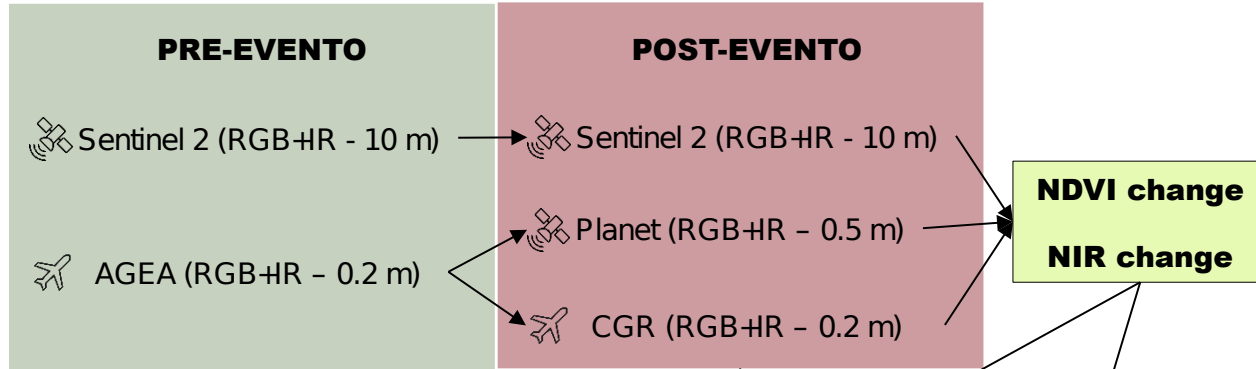 PRE-EVENTO
POST-EVENTO
Sentinel 2 (RGB+IR - 10 m)
Sentinel 2 (RGB+IR - 10 m)
AGEA (RGB+IR – 0.2 m)
Planet (RGB+IR – 0.5 m)
CGR (RGB+IR – 0.2 m)
NDVI change
NIR change